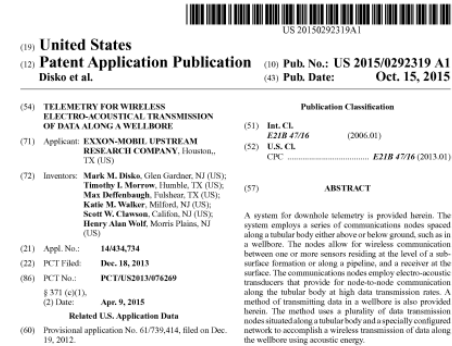 US 20150292319A1
(19) United States
(12) Patent Application Publication
Disko et al.
(10) Pub. No.: US 2015/0292319 A1
(43) Pub. Date: Oct. 15, 2015
(54) TELEMETRY FOR WIRELESS
ELECTRO-ACOUSTICAL TRANSMISSION
OF DATA ALONG A WELLBORE
(71) Applicant: EXXON-MOBIL UPSTREAM
RESEARCH COMPANY, Houston,,
TX (US)
(72) Inventors: Mark M. Disko, Glen Gardner, NJ (US);
Timothy I. Morrow, Humble, TX (US);
Max Deffenbaugh, Fulshear, TX (US);
Katie M. Walker, Milford, NJ (US);
Scott W. Clawson, Califon, NJ (US);
Henry Alan Wolf, Morris Plains, NJ
(US)
(21) Appl. No.: 14/434,734
(22) PCT Filed: Dec. 18, 2013
(86) PCT No.: PCT/US2013/076269
§ 371 (c)(1),
(2) Date: Apr. 9, 2015
Related U.S. Application Data
(60) Provisional application No. 61/739,414, filed on Dec.
19, 2012.
Publication Classification
(51) Int. Cl.
E21B 47/16 (2006.01)
(52) U.S. Cl.
CPC .................................... E21B 47/16 (2013.01)
(57) ABSTRACT
A system for downhole telemetry is provided herein. The
system employs a series of communications nodes spaced
along a tubular body either above or below ground, such as in
a wellbore. The nodes allow for wireless communication
between one or more sensors residing at the level of a sub-
surface formation or along a pipeline, and a receiver at the
surface. The communications nodes employ electro-acoustic
transducers that provide for node-to-node communication
along the tubular body at high data transmission rates. A
method of transmitting data in a wellbore is also provided
herein. The method uses a plurality of data transmission
nodes situated along a tubular body and a specially configured
network to accomplish a wireless transmission of data along
the wellbore using acoustic energy.